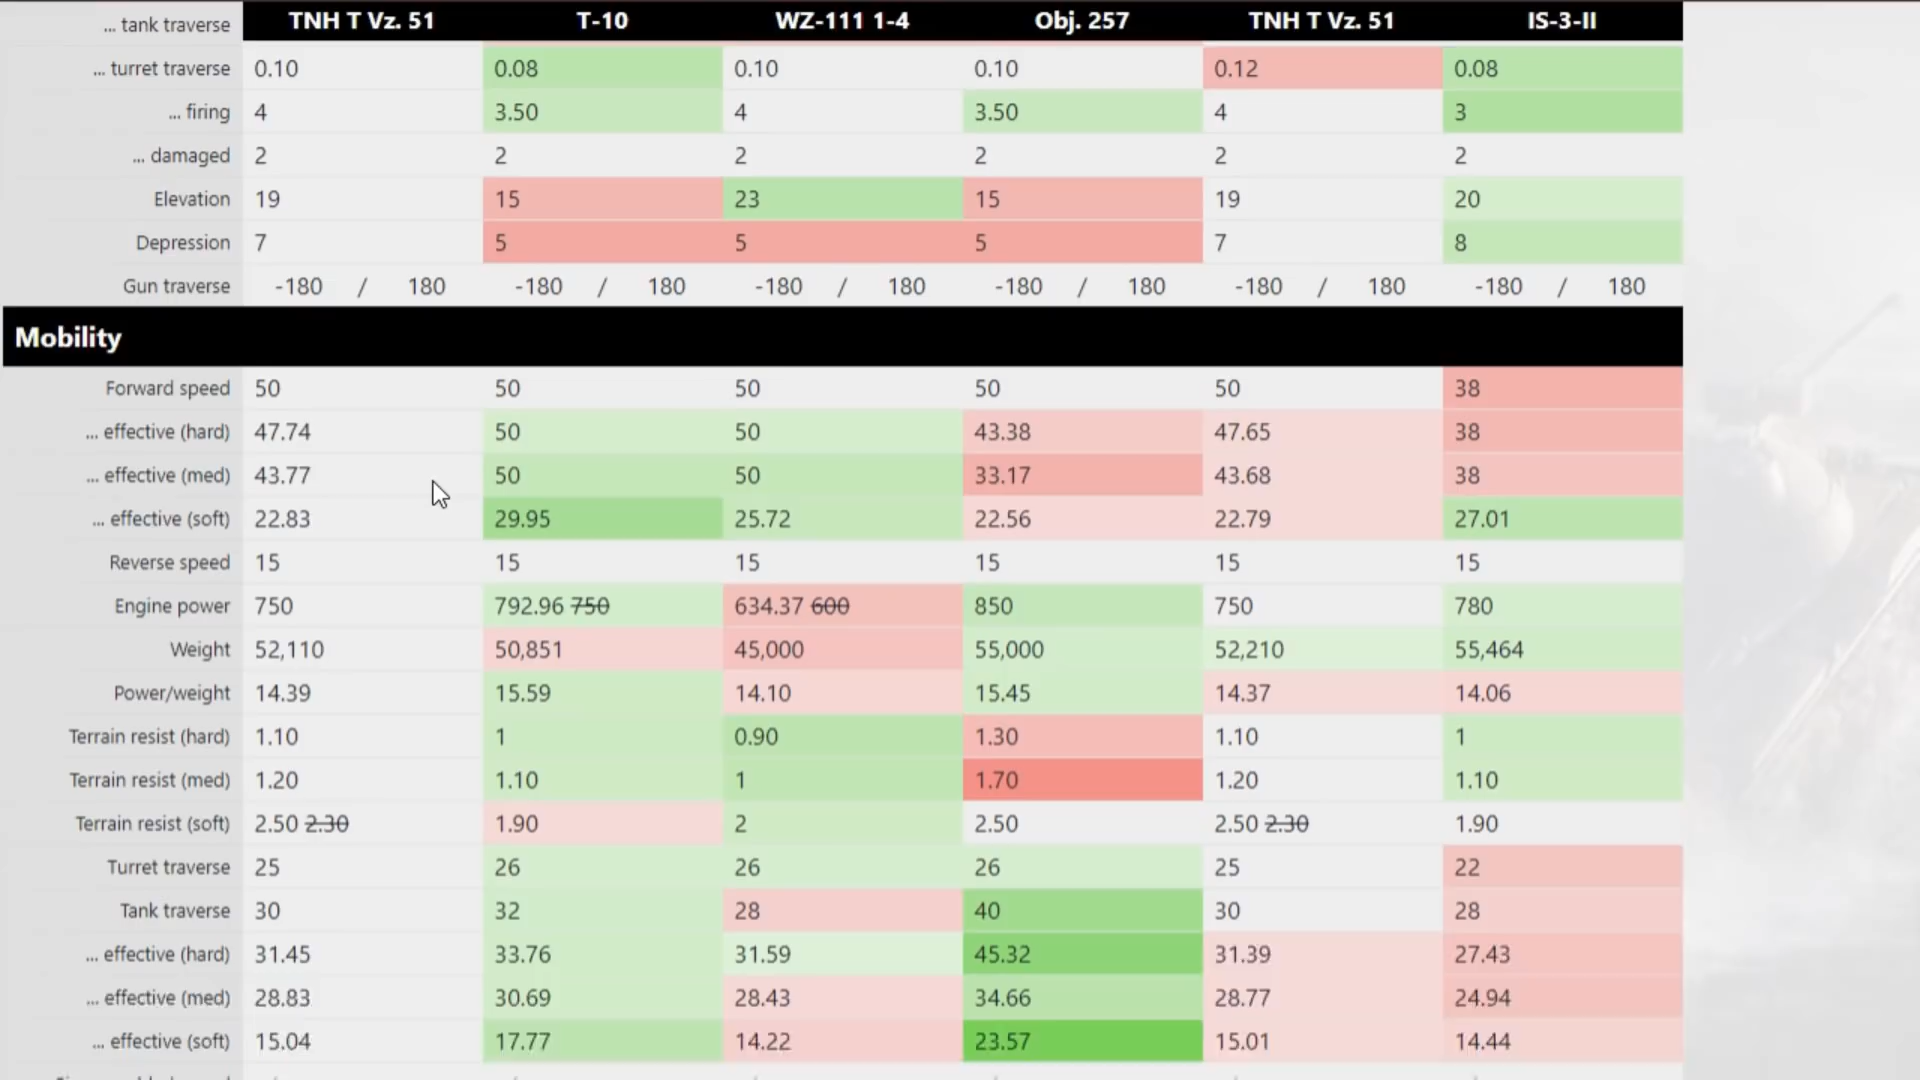 ... tank traverse TNH T Vz. 51 T-10 WZ-111 1-4 Obj. 257 TNH T Vz. 51 IS-3-II
... turret traverse 0.10 0.08 0.10 0.10 0.12 0.08
... firing 4 3.50 4 3.50 4 3
... damaged 2 2 2 2 2 2
Elevation 19 15 23 15 19 20
Depression 7 5 5 5 7 8
Gun traverse -180 / 180 -180 / 180 -180 / 180 -180 / 180 -180 / 180 -180 / 180
Mobility
Forward speed 50 50 50 50 50 38
... effective (hard) 47.74 50 50 43.38 47.65 38
... effective (med) 43.77 50 50 33.17 43.68 38
... effective (soft) 22.83 29.95 25.72 22.56 22.79 27.01
Reverse speed 15 15 15 15 15 15
Engine power 750 792.96 750 634.37 600 850 750 780
Weight 52,110 50,851 45,000 55,000 52,210 55,464
Power/weight 14.39 15.59 14.10 15.45 14.37 14.06
Terrain resist (hard) 1.10 1 0.90 1.30 1.10 1
Terrain resist (med) 1.20 1.10 1 1.70 1.20 1.10
Terrain resist (soft) 2.50 2.30 1.90 2 2.50 2.50 2.30 1.90
Turret traverse 25 26 26 26 25 22
Tank traverse 30 32 28 40 30 28
... effective (hard) 31.45 33.76 31.59 45.32 31.39 27.43
... effective (med) 28.83 30.69 28.43 34.66 28.77 24.94
... effective (soft) 15.04 17.77 14.22 23.57 15.01 14.44